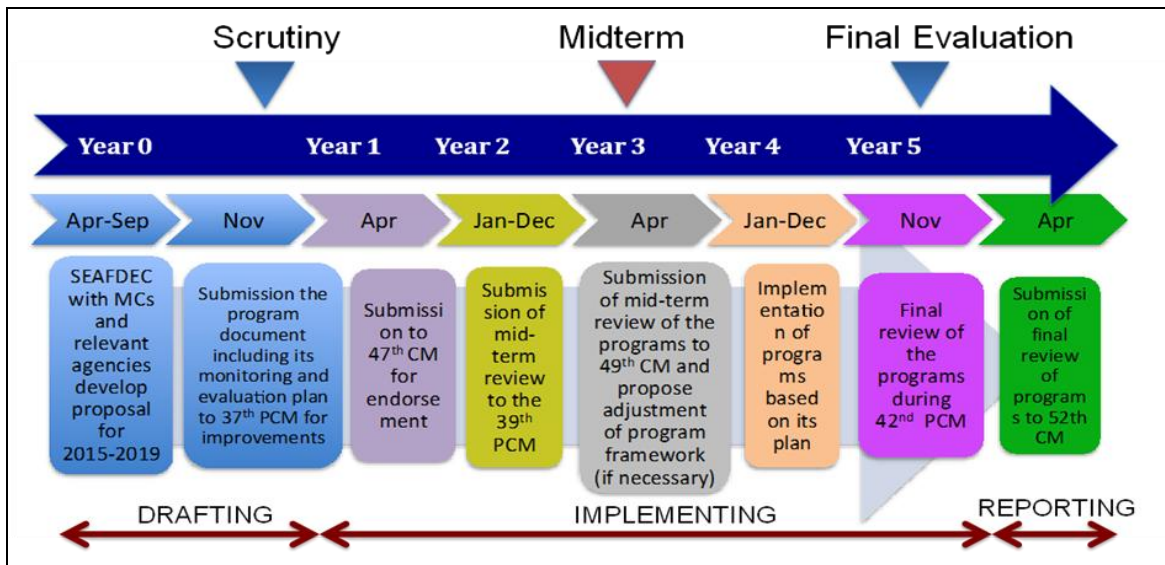 Scrutiny Midterm Final Evaluation
Year 0 Year 1 Year 2 Year 3 Year 4 Year 5
Apr-Sep Nov Apr Jan-Dec Apr Jan-Dec Nov Apr
SEAFDEC
with MCs
and
relevant
agencies
develop
proposal
for
2015-2019
Submission the
program
document
including its
monitoring and
evaluation plan
to 37th PCM for
improvements
Submissi
on to
47th CM
for
endorse
ment
Submis
sion of
mid-
term
review
to the
39th
PCM
Submission
of mid-term
review of the
programs to
49th CM and
propose
adjustment
of program
framework
(if necessary)
Implem
entatio
n of
progra
ms
based
on its
plan
Final
review of
the
programs
during
42nd PCM
Submissi
on of
final
review
of
program
s to 52th
CM
DRAFTING IMPLEMENTING REPORTING